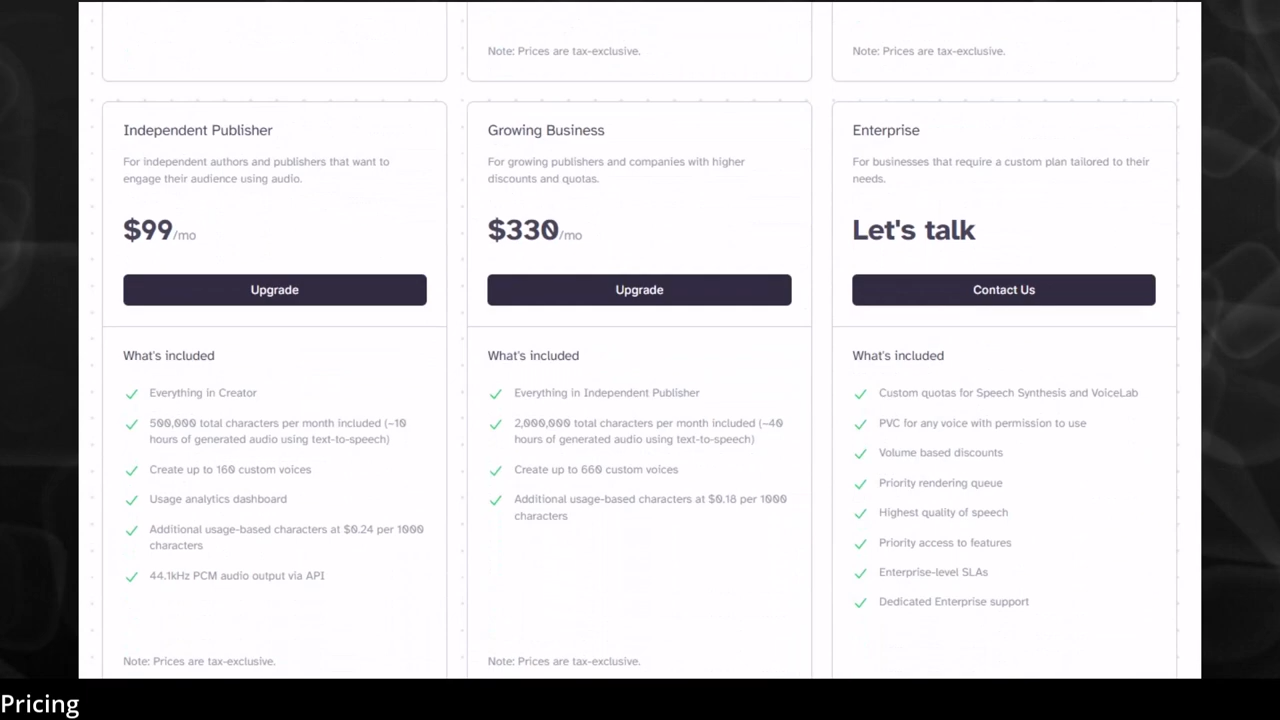 Note: Prices are tax-exclusive.
Note: Prices are tax-exclusive.
Independent Publisher
For independent authors and publishers that want to
engage their audience using audio.
$99/mo
Upgrade
What's included
Everything in Creator
500,000 total characters per month included (~10
hours of generated audio using text-to-speech)
Create up to 160 custom voices
Usage analytics dashboard
Additional usage-based characters at $0.24 per 1000
characters
44.1kHz PCM audio output via API
Note: Prices are tax-exclusive.
Growing Business
For growing publishers and companies with higher
discounts and quotas.
$330/mo
Upgrade
What's included
Everything in Independent Publisher
2,000,000 total characters per month included (~40
hours of generated audio using text-to-speech)
Create up to 660 custom voices
Additional usage-based characters at $0.18 per 1000
characters
Note: Prices are tax-exclusive.
Enterprise
For businesses that require a custom plan tailored to their
needs.
Let's talk
Contact Us
What's included
Custom quotas for Speech Synthesis and VoiceLab
PVC for any voice with permission to use
Volume based discounts
Priority rendering queue
Highest quality of speech
Priority access to features
Enterprise-level SLAs
Dedicated Enterprise support
Pricing